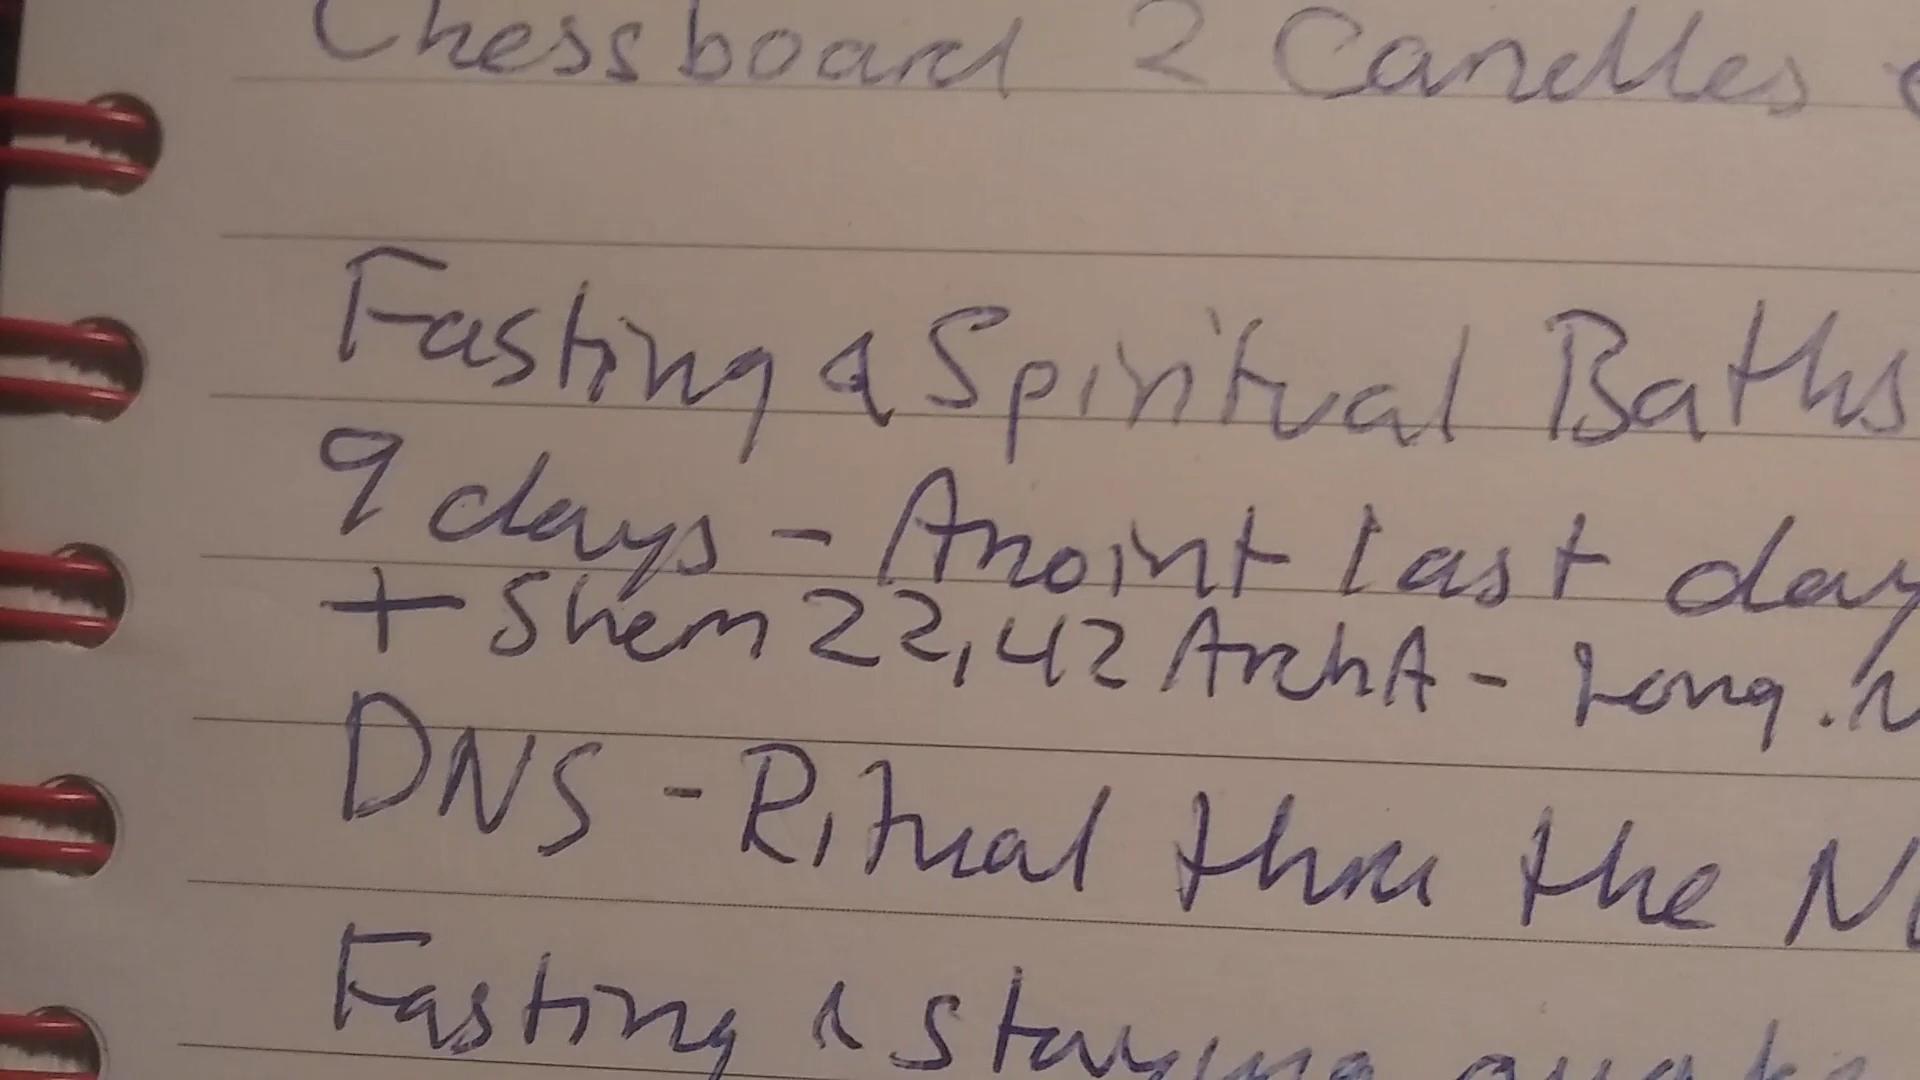 Chessboard 2 Candles
Fasting & Spiritual Baths
9 days - Anoint last day
+ Shem 22,42 ArchA - Long.
DNS - Ritual thru the
Fasting & staying awake